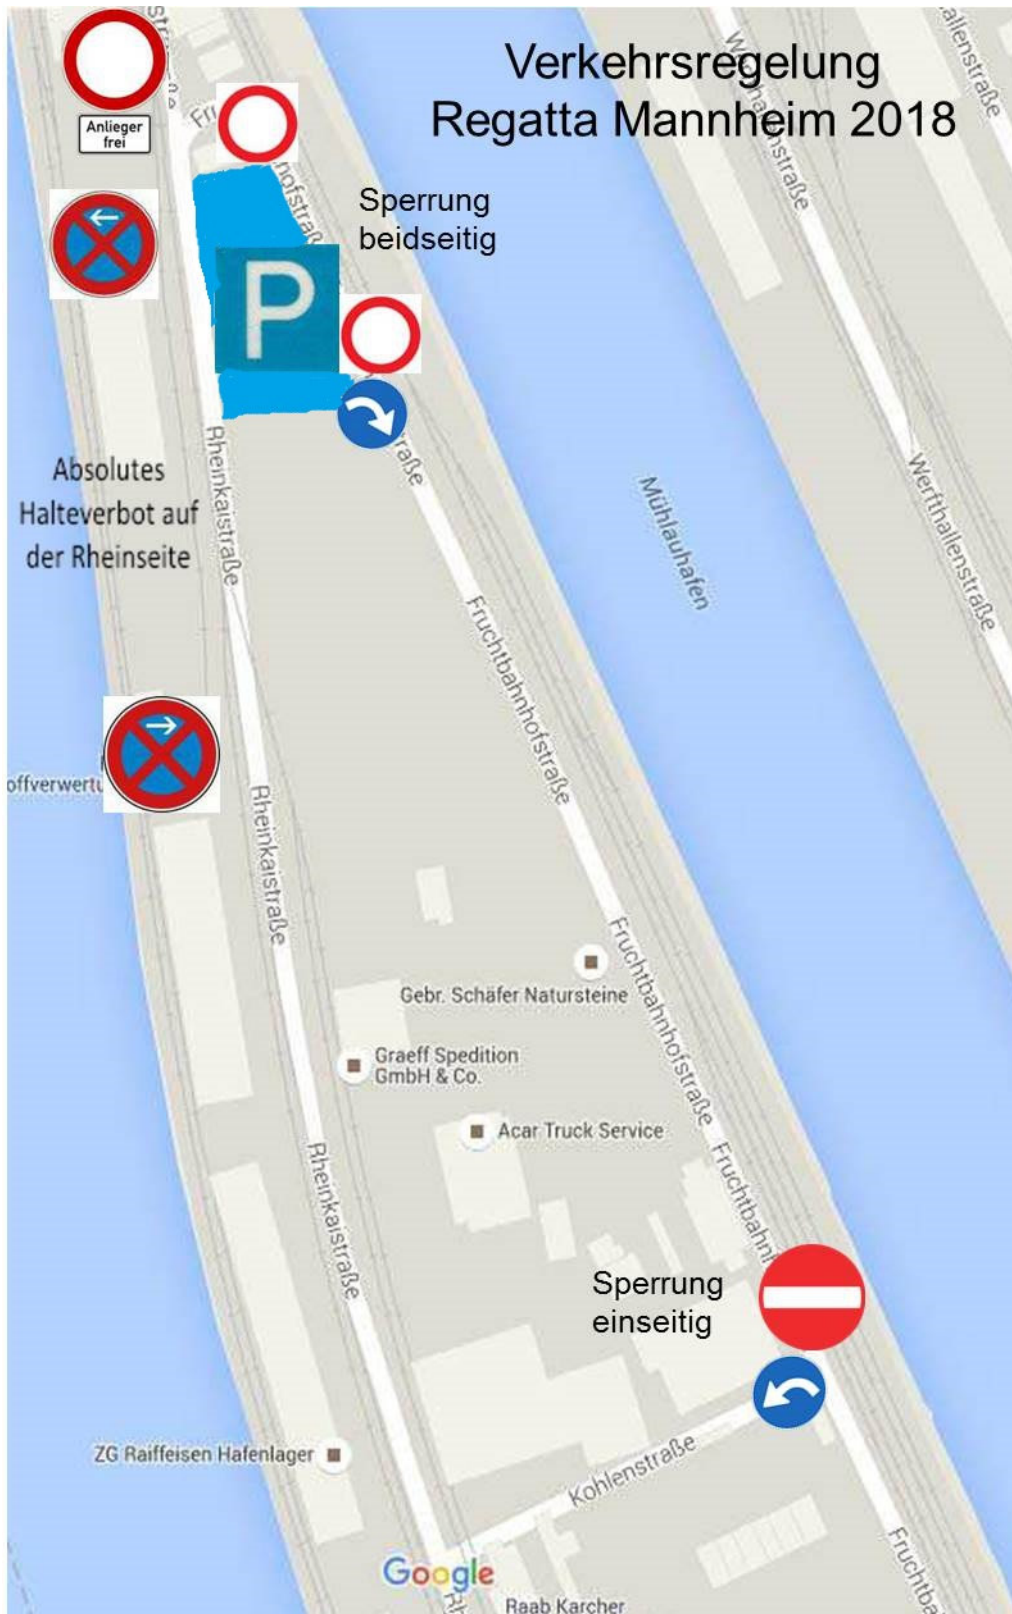 Verkehrsregelung
Regatta Mannheim 2018
Werfthallenstraße
Anlieger
frei
Sperrung
beidseitig
P
Absolutes
Halteverbot auf
der Rheinseite
Rheinkaistraße
Mühlauhafen
Werfthallenstraße
Fruchtbahnhofstraße
Rheinkaistraße
Gebr. Schäfer Natursteine
Fruchtbahnhofstraße
Graeff Spedition
GmbH & Co.
Acar Truck Service
Rheinkaistraße
Sperrung
einseitig
ZG Raiffeisen Hafenlager
Kohlenstraße
Google
Raab Karcher